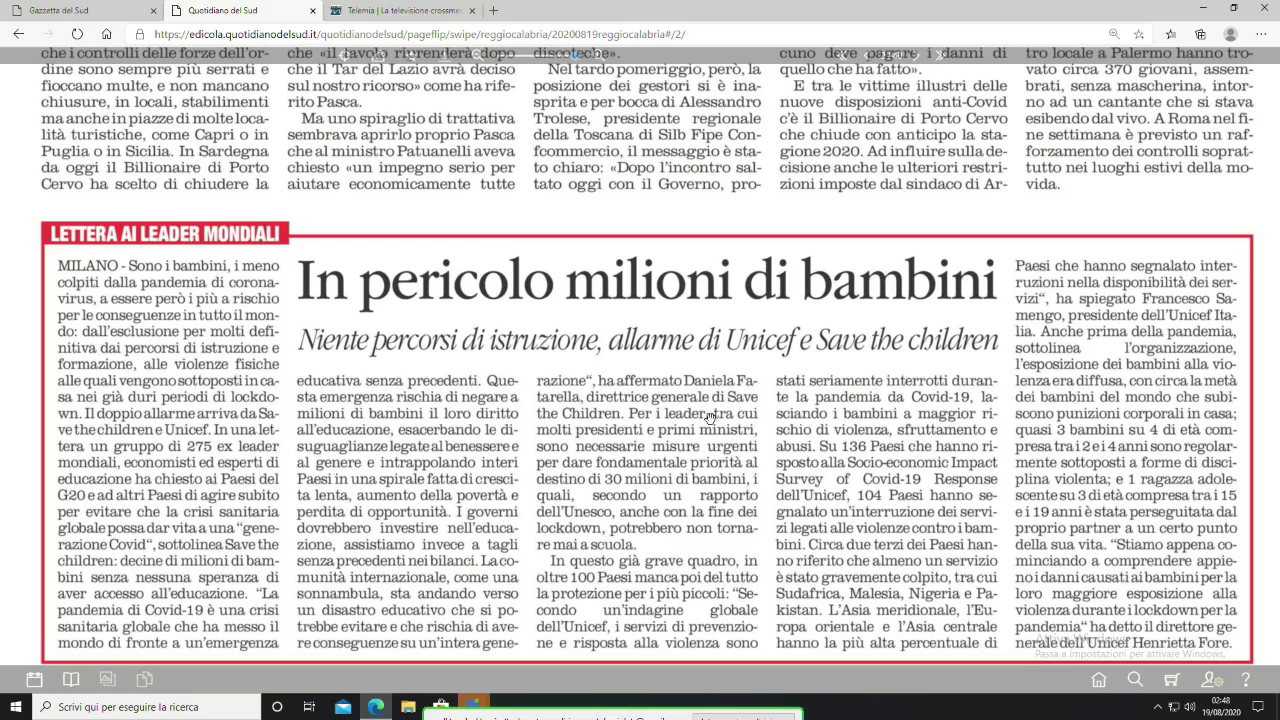 Gazzetta del Sud
Quotidiano del Sud
Telemia | La televisione crossme
https://edicola.quotidianodelsud.it/quotidianodelsud/pageflip/swipe/reggiocalabria/20200819reggiocalabria#/2/
che i controlli delle forze dell'or-
dine sono sempre più serrati e
fioccano multe, e non mancano
chiusure, in locali, stabilimenti
ma anche in piazze di molte loca-
lità turistiche, come Capri o in
Puglia o in Sicilia. In Sardegna
da oggi il Billionaire di Porto
Cervo ha scelto di chiudere la
che «il tavolo riprenderà dopo
che il Tar del Lazio avrà deciso
sul nostro ricorso» come ha rife-
rito Pasca.
Ma uno spiraglio di trattativa
sembrava aprirlo proprio Pasca
che al ministro Patuanelli aveva
chiesto «un impegno serio per
aiutare economicamente tutte
discoteche».
Nel tardo pomeriggio, però, la
posizione dei gestori si è ina-
sprita e per bocca di Alessandro
Trolese, presidente regionale
della Toscana di Silb Fipe Con-
fcommercio, il messaggio è sta-
to chiaro: «Dopo l'incontro sal-
tato oggi con il Governo, pro-
cuno deve pagare i danni di
quello che ha fatto».
E tra le vittime illustri delle
nuove disposizioni anti-Covid
c'è il Billionaire di Porto Cervo
che chiude con anticipo la sta-
gione 2020. Ad influire sulla de-
cisione anche le ulteriori restri-
zioni imposte dal sindaco di Ar-
tro locale a Palermo hanno tro-
vato circa 370 giovani, assem-
brati, senza mascherina, intor-
no ad un cantante che si stava
esibendo dal vivo. A Roma nel fi-
ne settimana è previsto un raf-
forzamento dei controlli soprat-
tutto nei luoghi estivi della mo-
vida.
LETTERA AI LEADER MONDIALI
In pericolo milioni di bambini
Niente percorsi di istruzione, allarme di Unicef e Save the children
MILANO - Sono i bambini, i meno
colpiti dalla pandemia di corona-
virus, a essere però i più a rischio
per le conseguenze in tutto il mon-
do: dall'esclusione per molti defi-
nitiva dai percorsi di istruzione e
formazione, alle violenze fisiche
alle quali vengono sottoposti in ca-
sa nei già duri periodi di lockdo-
wn. Il doppio allarme arriva da Sa-
ve the children e Unicef. In una let-
tera un gruppo di 275 ex leader
mondiali, economisti ed esperti di
educazione ha chiesto ai Paesi del
G20 e ad altri Paesi di agire subito
per evitare che la crisi sanitaria
globale possa dar vita a una "gene-
razione Covid", sottolinea Save the
children: decine di milioni di bam-
bini senza nessuna speranza di
aver accesso all'educazione. "La
pandemia di Covid-19 è una crisi
sanitaria globale che ha messo il
mondo di fronte a un'emergenza
educativa senza precedenti. Que-
sta emergenza rischia di negare a
milioni di bambini il loro diritto
all'educazione, esacerbando le di-
suguaglianze legate al benessere e
al genere e intrappolando interi
Paesi in una spirale fatta di cresci-
ta lenta, aumento della povertà e
perdita di opportunità. I governi
dovrebbero investire nell'educa-
zione, assistiamo invece a tagli
senza precedenti nei bilanci. La co-
munità internazionale, come una
sonnambula, sta andando verso
un disastro educativo che si po-
trebbe evitare e che rischia di ave-
re conseguenze su un'intera gene-
razione", ha affermato Daniela Fa-
tarella, direttrice generale di Save
the Children. Per i leader, tra cui
molti presidenti e primi ministri,
sono necessarie misure urgenti
per dare fondamentale priorità al
destino di 30 milioni di bambini, i
quali, secondo un rapporto
dell'Unesco, anche con la fine dei
lockdown, potrebbero non torna-
re mai a scuola.
In questo già grave quadro, in
oltre 100 Paesi manca poi del tutto
la protezione per i più piccoli: "Se-
condo un'indagine globale
dell'Unicef, i servizi di prevenzio-
ne e risposta alla violenza sono
stati seriamente interrotti duran-
te la pandemia da Covid-19, la-
sciando i bambini a maggior ri-
schio di violenza, sfruttamento e
abusi. Su 136 Paesi che hanno ri-
sposto alla Socio-economic Impact
Survey of Covid-19 Response
dell'Unicef, 104 Paesi hanno se-
gnalato un'interruzione dei servi-
zi legati alle violenze contro i bam-
bini. Circa due terzi dei Paesi han-
no riferito che almeno un servizio
è stato gravemente colpito, tra cui
Sudafrica, Malesia, Nigeria e Pa-
kistan. L'Asia meridionale, l'Eu-
ropa orientale e l'Asia centrale
hanno la più alta percentuale di
Paesi che hanno segnalato inter-
ruzioni nella disponibilità dei ser-
vizi", ha spiegato Francesco Sa-
mengo, presidente dell'Unicef Ita-
lia. Anche prima della pandemia,
sottolinea l'organizzazione,
l'esposizione dei bambini alla vio-
lenza era diffusa, con circa la metà
dei bambini del mondo che subi-
scono punizioni corporali in casa;
quasi 3 bambini su 4 di età com-
presa tra i 2 e i 4 anni sono regolar-
mente sottoposti a forme di disci-
plina violenta; e 1 ragazza adole-
scente su 3 di età compresa tra i 15
e i 19 anni è stata perseguitata dal
proprio partner a un certo punto
della sua vita. "Stiamo appena co-
minciando a comprendere appie-
no i danni causati ai bambini per la
loro maggiore esposizione alla
violenza durante i lockdown per la
pandemia" ha detto il direttore ge-
nerale dell'Unicef Henrietta Fore.
Attiva Windows
Passa a Impostazioni per attivare Windows.
Scrivi qui per eseguire la ricerca
02:48
19/08/2020